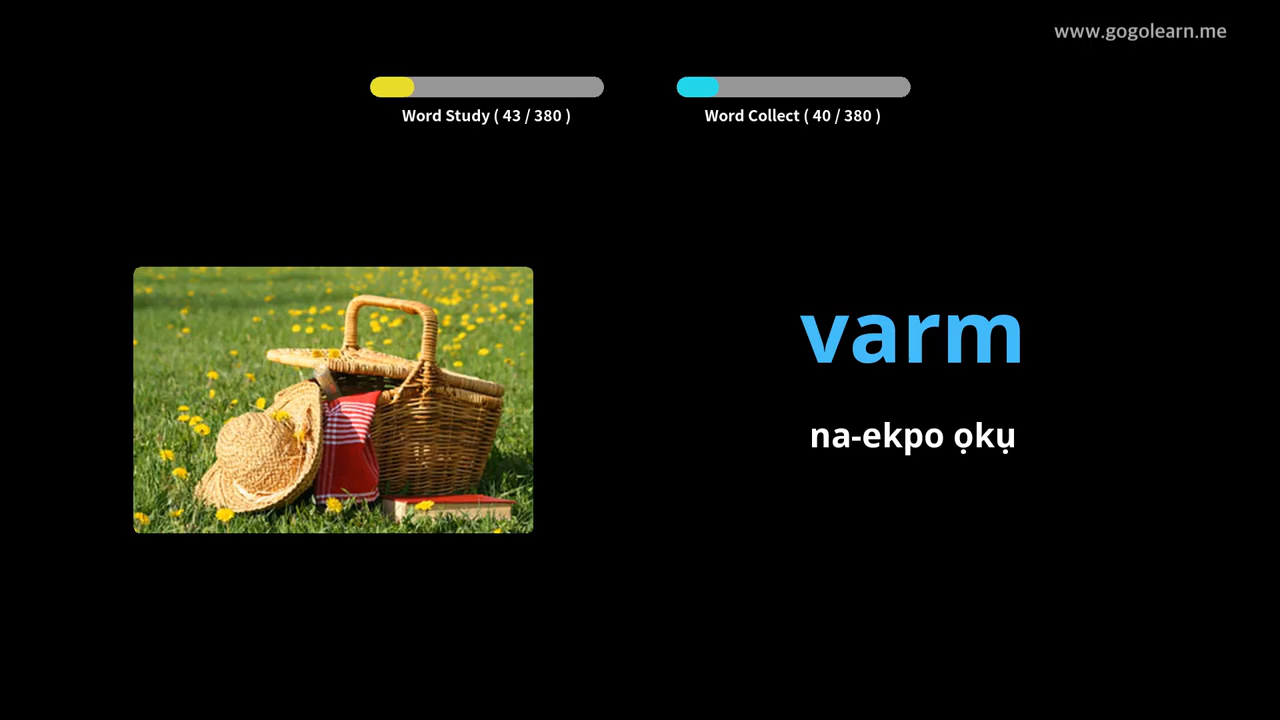 www.gogolearn.me
Word Study ( 43 / 380 )
Word Collect ( 40 / 380 )
varm
na-ekpo ọkụ